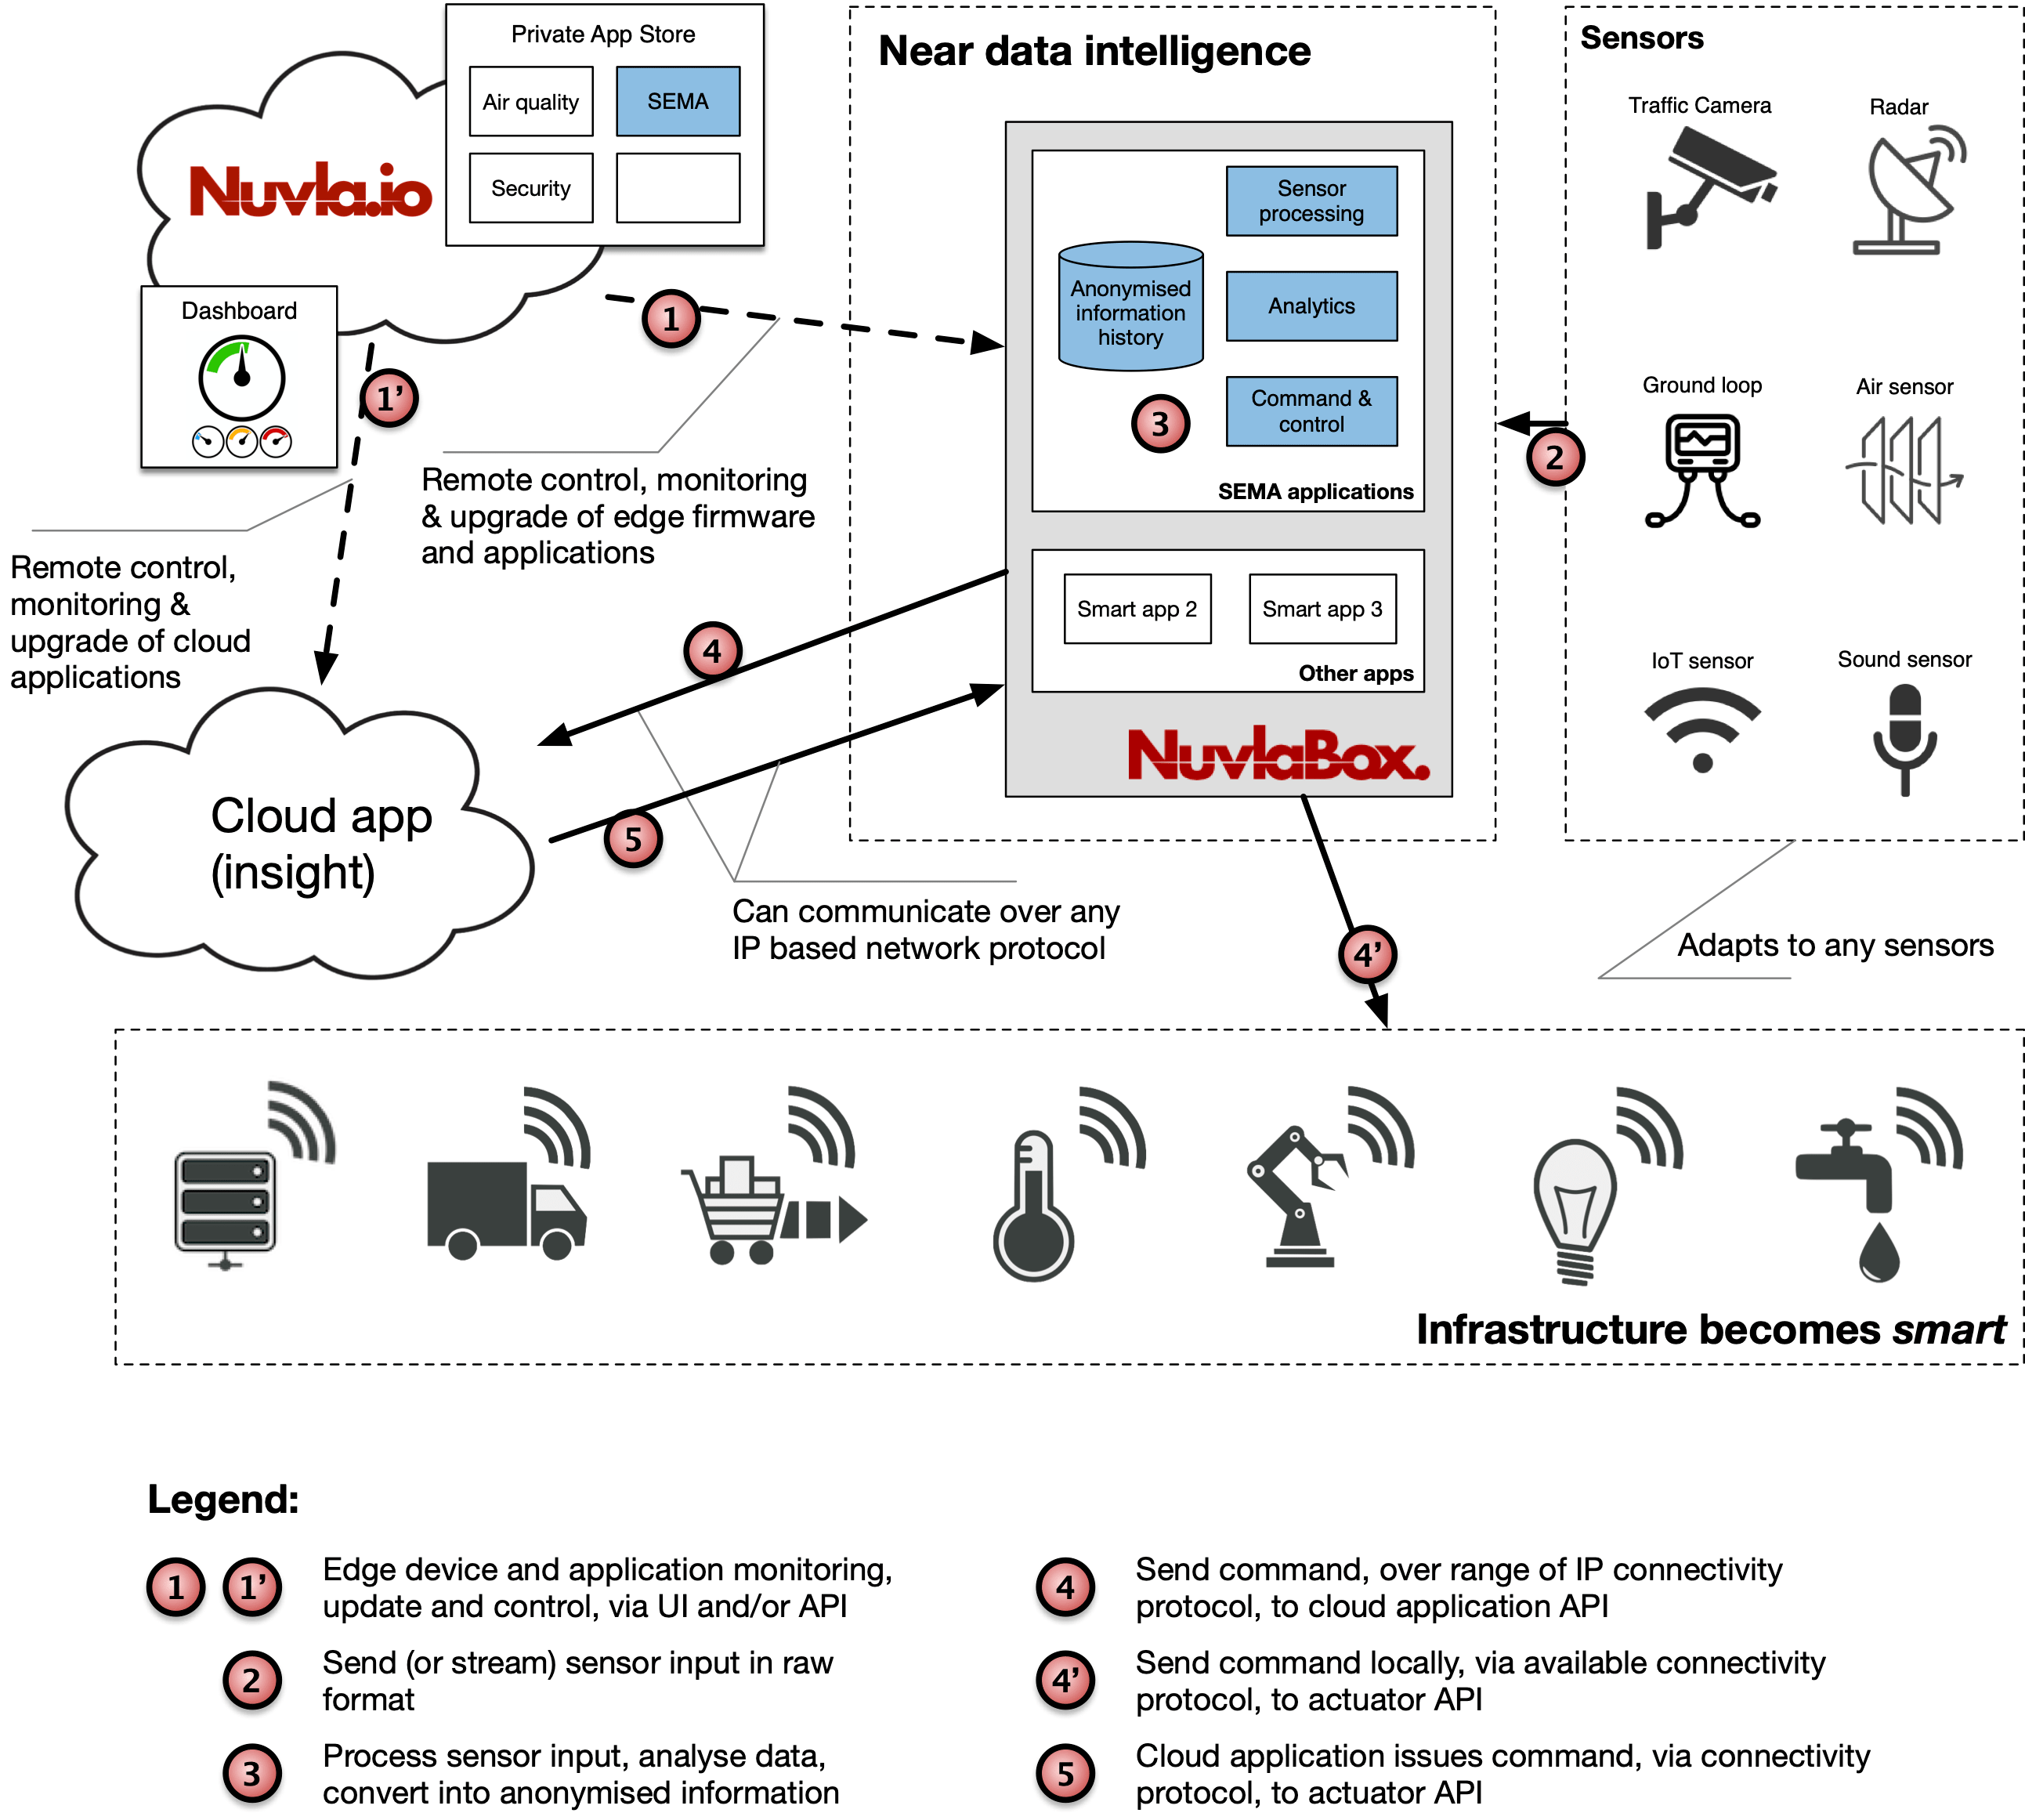 Private App Store
Air quality
SEMA
Security
Nuvla.io
Dashboard
1
1’
Remote control, monitoring
& upgrade of edge firmware
and applications
Remote control,
monitoring &
upgrade of cloud
applications
Near data intelligence
Sensor
processing
Anonymised
information
history
Analytics
Command &
control
3
SEMA applications
Smart app 2
Smart app 3
Other apps
NuvlaBox.
Sensors
Traffic Camera
Radar
Ground loop
Air sensor
2
IoT sensor
Sound sensor
4
5
Cloud app
(insight)
Can communicate over any
IP based network protocol
4’
Adapts to any sensors
Infrastructure becomes smart
Legend:
1 1’ Edge device and application monitoring,
update and control, via UI and/or API
2 Send (or stream) sensor input in raw
format
3 Process sensor input, analyse data,
convert into anonymised information
4 Send command, over range of IP connectivity
protocol, to cloud application API
4’ Send command locally, via available connectivity
protocol, to actuator API
5 Cloud application issues command, via connectivity
protocol, to actuator API